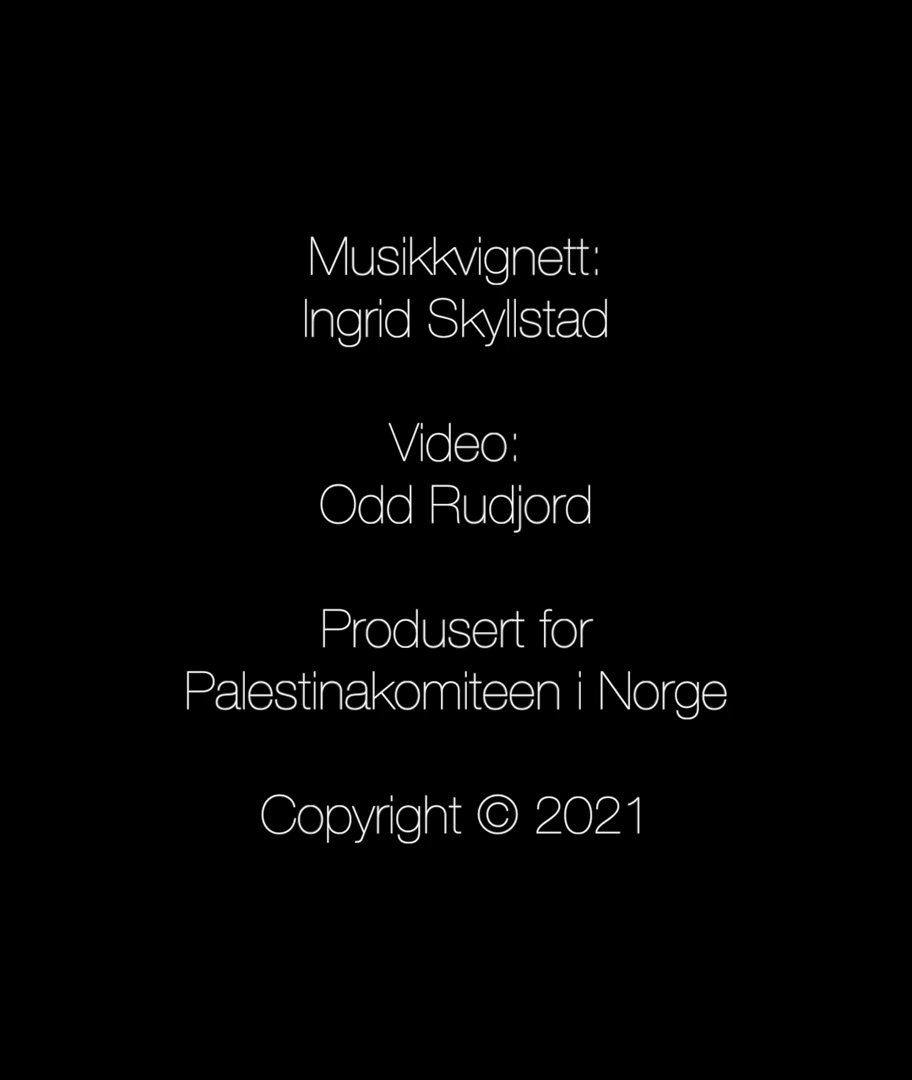 Musikkvignett:
Ingrid Skyllstad
Video:
Odd Rudjord
Produsert for
Palestinakomiteen i Norge
Copyright © 2021